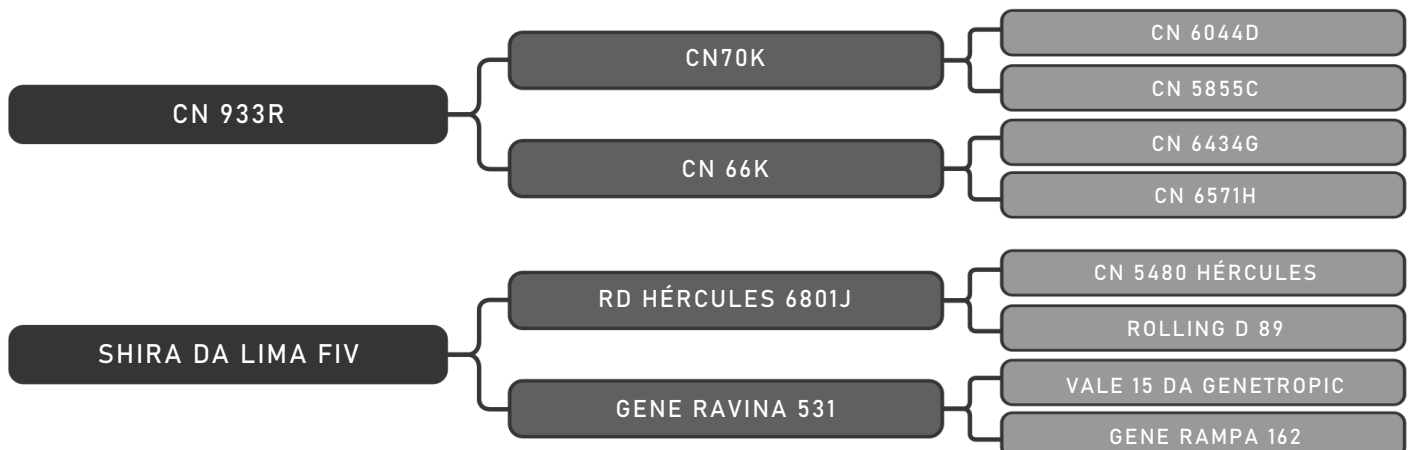 CN 933R
CN70K
CN 66K
CN 6044D
CN 5855C
CN 6434G
CN 6571H
SHIRA DA LIMA FIV
RD HÉRCULES 6801J
GENE RAVINA 531
CN 5480 HÉRCULES
ROLLING D 89
VALE 15 DA GENETROPIC
GENE RAMPA 162